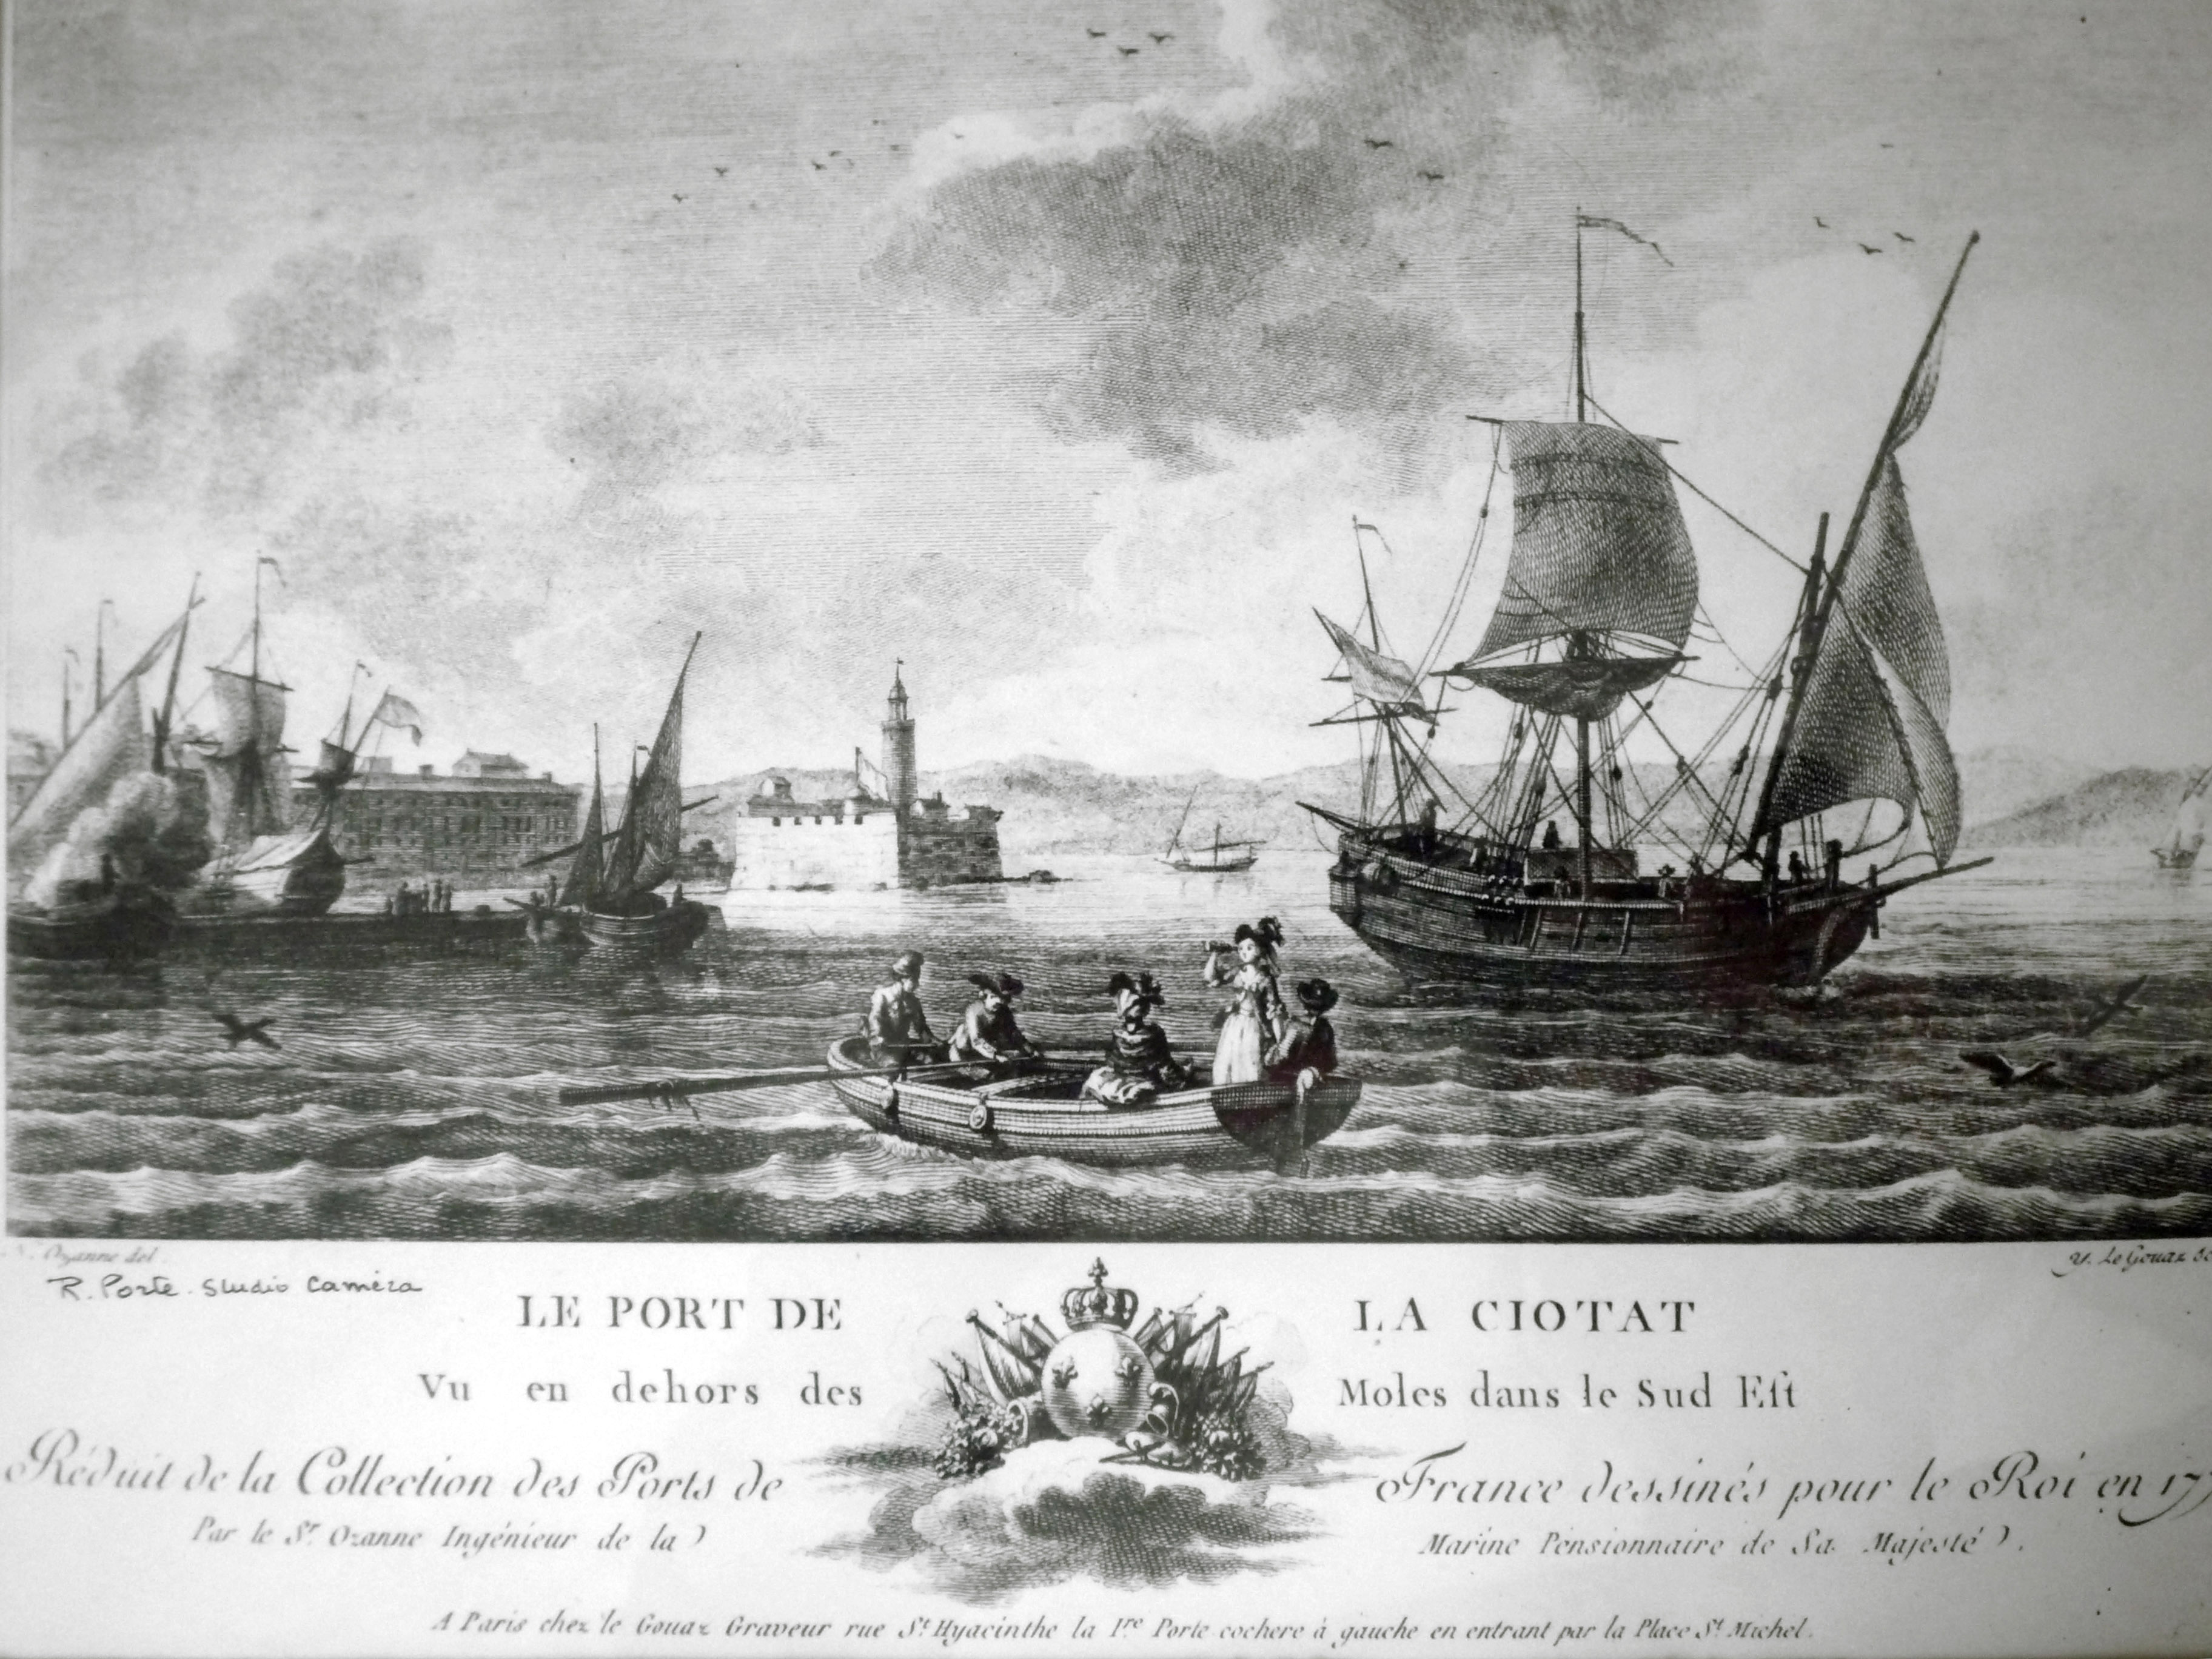 Ozanne del.
Y. Le Gouaz Sc
R. Porte. Studio Caméra
LE PORT DE LA CIOTAT
Vu en dehors des Moles dans le Sud Eſt
Réduit de la Collection des Ports de France dessinés pour le Roi en 177
Par le Sr. Ozanne Ingénieur de la Marine Pensionnaire de Sa Majesté.
A Paris chez le Gouaz Graveur rue St. Hyacinthe la 1re Porte cochere à gauche en entrant par la Place St. Michel.